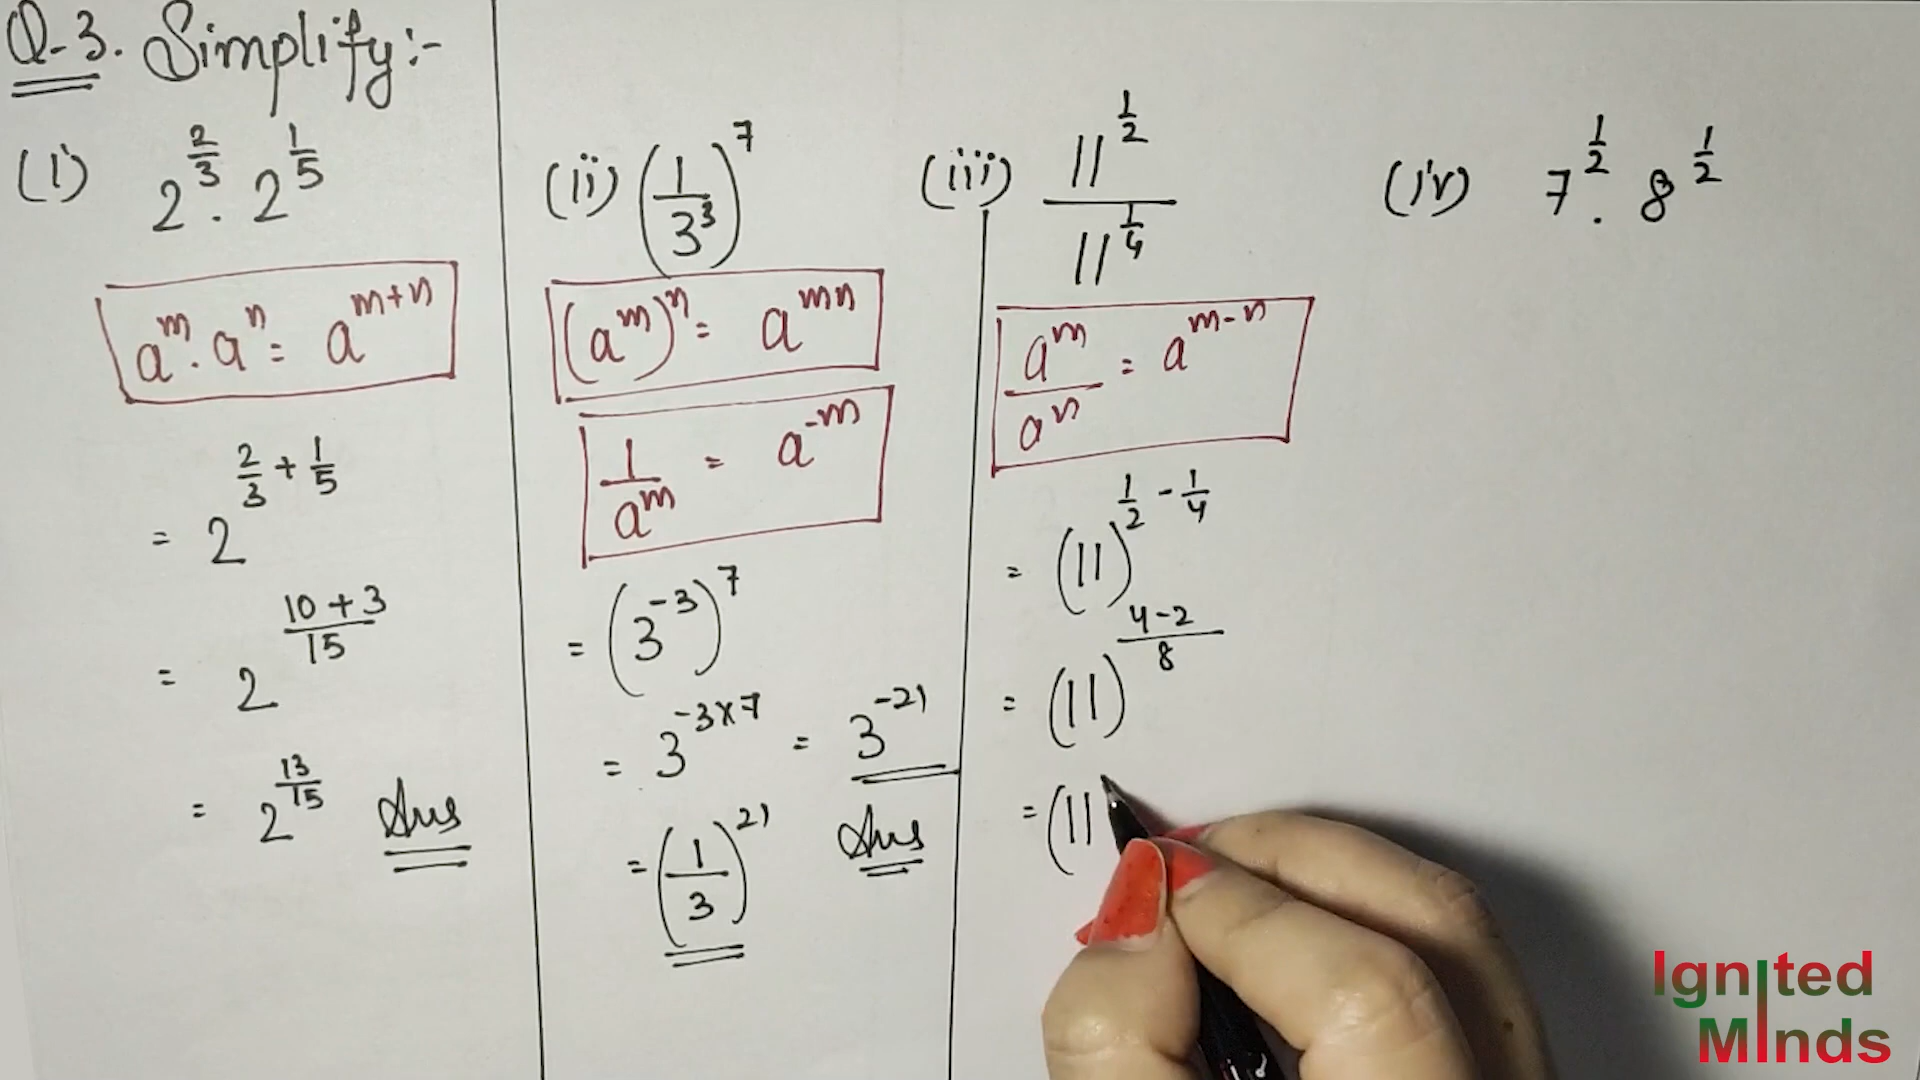 Q-3. Simplify:-
(i) 2^{2/3} . 2^{1/5}
a^m . a^n = a^{m+n}
= 2^{2/3 + 1/5}
= 2^{(10+3)/15}
= 2^{13/15} Ans
(ii) (1/3^3)^7
(a^m)^n = a^{mn}
1/a^m = a^{-m}
= (3^{-3})^7
= 3^{-3×7} = 3^{-21}
= (1/3)^{21} Ans
(iii) 11^{1/2} / 11^{1/4}
a^m/a^n = a^{m-n}
= (11)^{1/2 - 1/4}
= (11)^{(4-2)/8}
= (11
(iv) 7^{1/2} . 8^{1/2}
Ignited
Minds